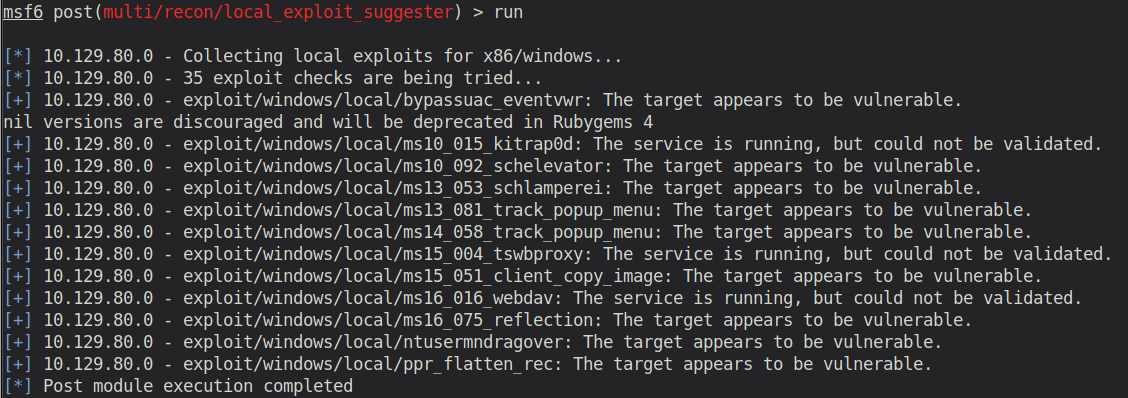 msf6 post(multi/recon/local_exploit_suggester) > run
[*] 10.129.80.0 - Collecting local exploits for x86/windows...
[*] 10.129.80.0 - 35 exploit checks are being tried...
[+] 10.129.80.0 - exploit/windows/local/bypassuac_eventvwr: The target appears to be vulnerable.
nil versions are discouraged and will be deprecated in Rubygems 4
[+] 10.129.80.0 - exploit/windows/local/ms10_015_kitrap0d: The service is running, but could not be validated.
[+] 10.129.80.0 - exploit/windows/local/ms10_092_schelevator: The target appears to be vulnerable.
[+] 10.129.80.0 - exploit/windows/local/ms13_053_schlamperei: The target appears to be vulnerable.
[+] 10.129.80.0 - exploit/windows/local/ms13_081_track_popup_menu: The target appears to be vulnerable.
[+] 10.129.80.0 - exploit/windows/local/ms14_058_track_popup_menu: The target appears to be vulnerable.
[+] 10.129.80.0 - exploit/windows/local/ms15_004_tswbproxy: The service is running, but could not be validated.
[+] 10.129.80.0 - exploit/windows/local/ms15_051_client_copy_image: The target appears to be vulnerable.
[+] 10.129.80.0 - exploit/windows/local/ms16_016_webdav: The service is running, but could not be validated.
[+] 10.129.80.0 - exploit/windows/local/ms16_075_reflection: The target appears to be vulnerable.
[+] 10.129.80.0 - exploit/windows/local/ntusermndragover: The target appears to be vulnerable.
[+] 10.129.80.0 - exploit/windows/local/ppr_flatten_rec: The target appears to be vulnerable.
[*] Post module execution completed